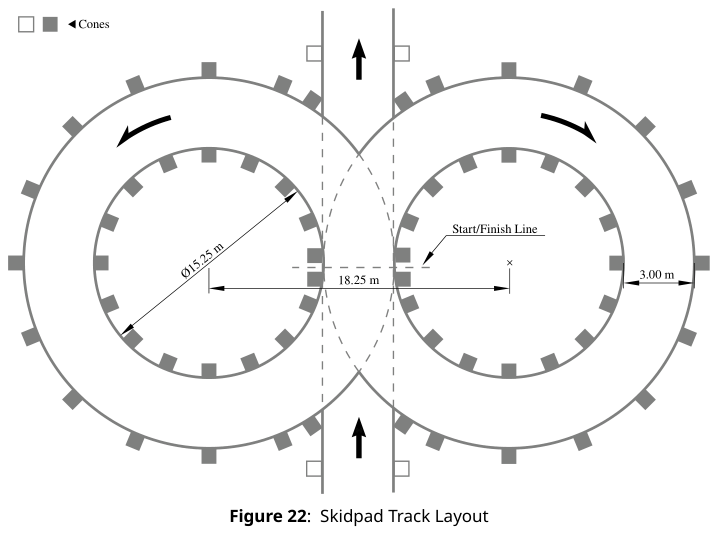 Cones
Start/Finish Line
Ø15.25 m
18.25 m
3.00 m
Figure 22: Skidpad Track Layout